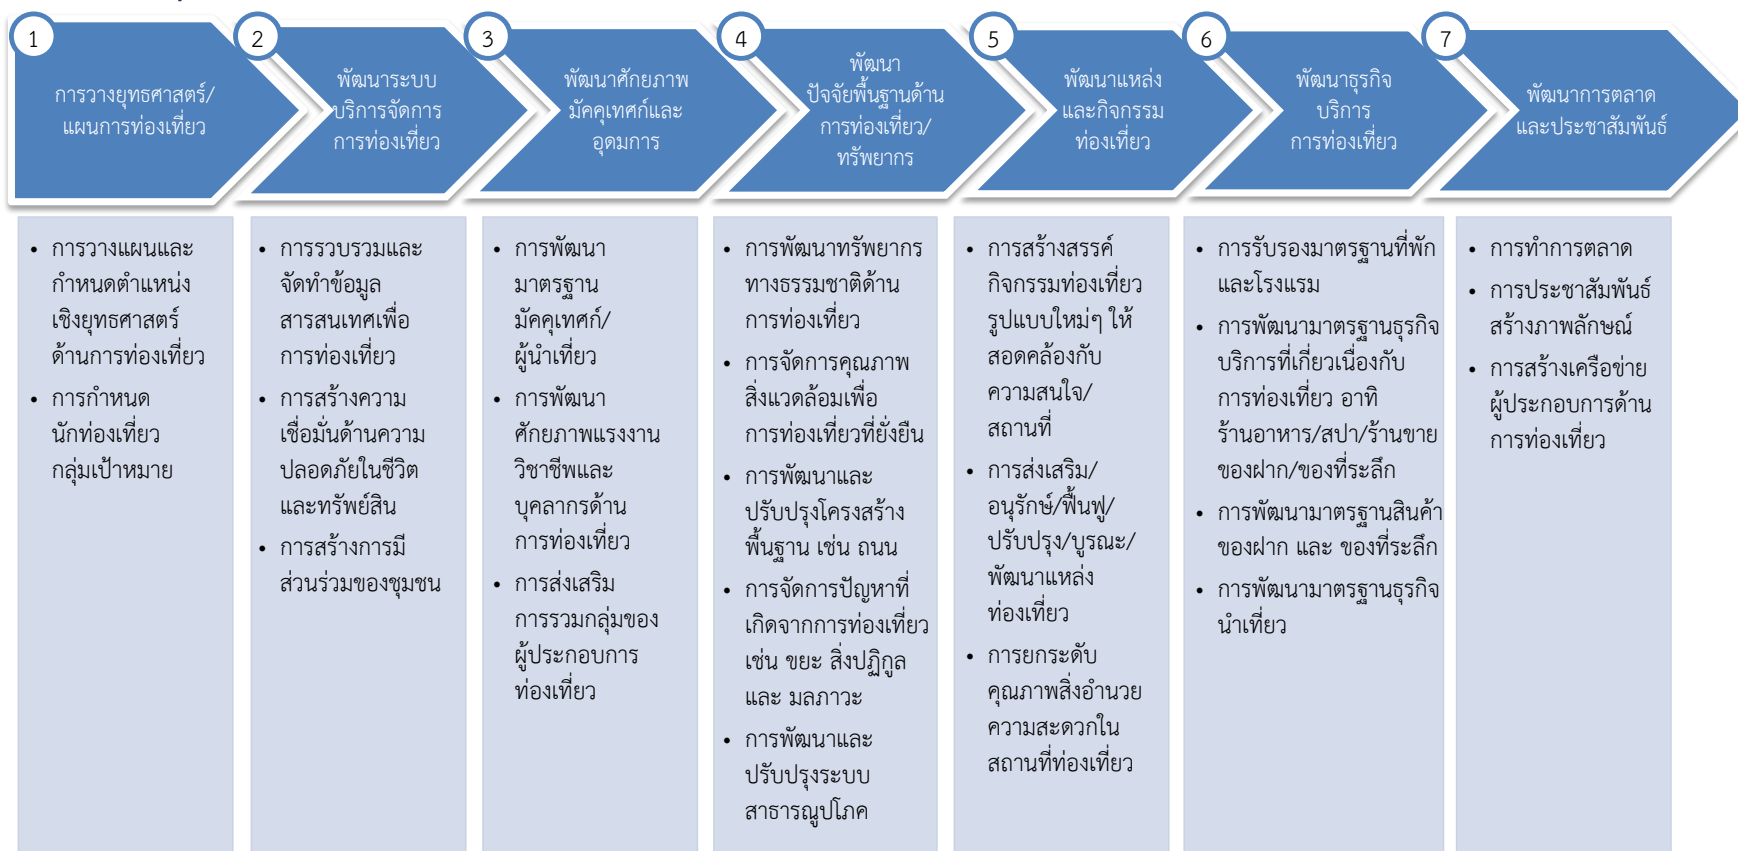 1
การวางยุทธศาสตร์/
แผนการท่องเที่ยว
2
พัฒนาระบบ
บริการจัดการ
การท่องเที่ยว
3
พัฒนาศักยภาพ
มัคคุเทศก์และ
อุดมการ
4
พัฒนา
ปัจจัยพื้นฐานด้าน
การท่องเที่ยว/
ทรัพยากร
5
พัฒนาแหล่ง
และกิจกรรม
ท่องเที่ยว
6
พัฒนาธุรกิจ
บริการ
การท่องเที่ยว
7
พัฒนาการตลาด
และประชาสัมพันธ์
• การวางแผนและ
กำหนดตำแหน่ง
เชิงยุทธศาสตร์
ด้านการท่องเที่ยว
• การกำหนด
นักท่องเที่ยว
กลุ่มเป้าหมาย
• การรวบรวมและ
จัดทำข้อมูล
สารสนเทศเพื่อ
การท่องเที่ยว
• การสร้างความ
เชื่อมั่นด้านความ
ปลอดภัยในชีวิต
และทรัพย์สิน
• การสร้างการมี
ส่วนร่วมของชุมชน
• การพัฒนา
มาตรฐาน
มัคคุเทศก์/
ผู้นำเที่ยว
• การพัฒนา
ศักยภาพแรงงาน
วิชาชีพและ
บุคลากรด้าน
การท่องเที่ยว
• การส่งเสริม
การรวมกลุ่มของ
ผู้ประกอบการ
ท่องเที่ยว
• การพัฒนาทรัพยากร
ทางธรรมชาติด้าน
การท่องเที่ยว
• การจัดการคุณภาพ
สิ่งแวดล้อมเพื่อ
การท่องเที่ยวที่ยั่งยืน
• การพัฒนาและ
ปรับปรุงโครงสร้าง
พื้นฐาน เช่น ถนน
• การจัดการปัญหาที่
เกิดจากการท่องเที่ยว
เช่น ขยะ สิ่งปฏิกูล
และ มลภาวะ
• การพัฒนาและ
ปรับปรุงระบบ
สาธารณูปโภค
• การสร้างสรรค์
กิจกรรมท่องเที่ยว
รูปแบบใหม่ๆ ให้
สอดคล้องกับ
ความสนใจ/
สถานที่
• การส่งเสริม/
อนุรักษ์/ฟื้นฟู/
ปรับปรุง/บูรณะ/
พัฒนาแหล่ง
ท่องเที่ยว
• การยกระดับ
คุณภาพสิ่งอำนวย
ความสะดวกใน
สถานที่ท่องเที่ยว
• การรับรองมาตรฐานที่พัก
และโรงแรม
• การพัฒนามาตรฐานธุรกิจ
บริการที่เกี่ยวเนื่องกับ
การท่องเที่ยว อาทิ
ร้านอาหาร/สปา/ร้านขาย
ของฝาก/ของที่ระลึก
• การพัฒนามาตรฐานสินค้า
ของฝาก และ ของที่ระลึก
• การพัฒนามาตรฐานธุรกิจ
นำเที่ยว
• การทำการตลาด
• การประชาสัมพันธ์
สร้างภาพลักษณ์
• การสร้างเครือข่าย
ผู้ประกอบการด้าน
การท่องเที่ยว